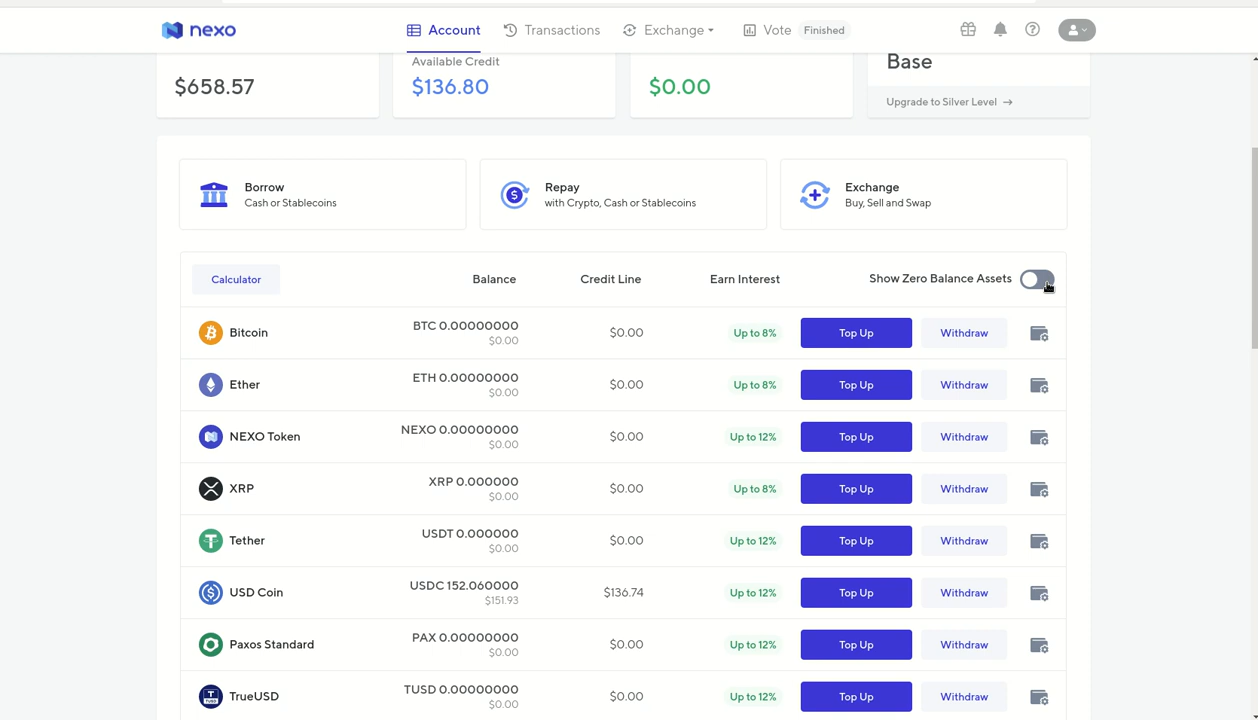 nexo
Account
Transactions
Exchange
Vote
Finished
$658.57
Available Credit
$136.80
$0.00
Base
Upgrade to Silver Level →
Borrow
Cash or Stablecoins
Repay
with Crypto, Cash or Stablecoins
Exchange
Buy, Sell and Swap
Calculator
Balance
Credit Line
Earn Interest
Show Zero Balance Assets
Bitcoin
BTC 0.00000000
$0.00
$0.00
Up to 8%
Top Up
Withdraw
Ether
ETH 0.00000000
$0.00
$0.00
Up to 8%
Top Up
Withdraw
NEXO Token
NEXO 0.00000000
$0.00
$0.00
Up to 12%
Top Up
Withdraw
XRP
XRP 0.000000
$0.00
$0.00
Up to 8%
Top Up
Withdraw
Tether
USDT 0.000000
$0.00
$0.00
Up to 12%
Top Up
Withdraw
USD Coin
USDC 152.060000
$151.93
$136.74
Up to 12%
Top Up
Withdraw
Paxos Standard
PAX 0.00000000
$0.00
$0.00
Up to 12%
Top Up
Withdraw
TrueUSD
TUSD 0.00000000
$0.00
$0.00
Up to 12%
Top Up
Withdraw